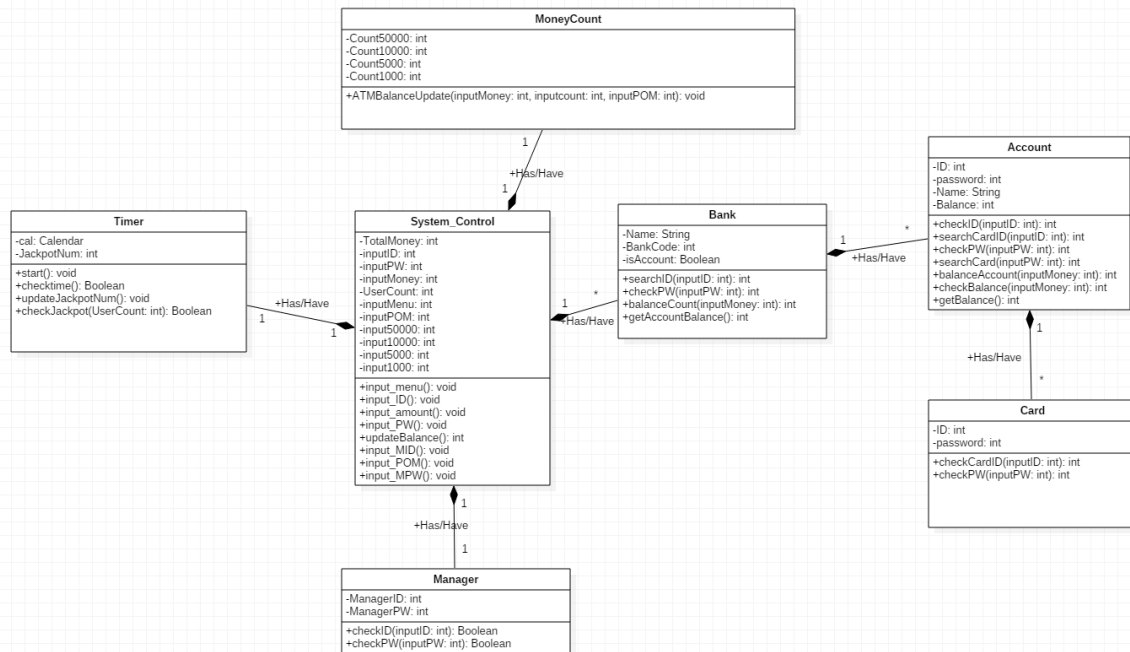 MoneyCount
-Count50000: int
-Count10000: int
-Count5000: int
-Count1000: int
+ATMBalanceUpdate(inputMoney: int, inputcount: int, inputPOM: int): void
1
+Has/Have
1
Timer
-cal: Calendar
-JackpotNum: int
+start(): void
+checktime(): Boolean
+updateJackpotNum(): void
+checkJackpot(UserCount: int): Boolean
+Has/Have
1
1
System_Control
-TotalMoney: int
-inputID: int
-inputPW: int
-inputMoney: int
-UserCount: int
-inputMenu: int
-inputPOM: int
-input50000: int
-input10000: int
-input5000: int
-input1000: int
+input_menu(): void
+input_ID(): void
+input_amount(): void
+input_PW(): void
+updateBalance(): int
+input_MID(): void
+input_POM(): void
+input_MPW(): void
1
*
+Has/Have
Bank
-Name: String
-BankCode: int
-isAccount: Boolean
+searchID(inputID: int): int
+checkPW(inputPW: int): int
+balanceCount(inputMoney: int): int
+getAccountBalance(): int
1
*
+Has/Have
Account
-ID: int
-password: int
-Name: String
-Balance: int
+checkID(inputID: int): int
+searchCardID(inputID: int): int
+checkPW(inputPW: int): int
+searchCard(inputPW: int): int
+balanceAccount(inputMoney: int): int
+checkBalance(inputMoney: int): int
+getBalance(): int
1
+Has/Have
*
Card
-ID: int
-password: int
+checkCardID(inputID: int): int
+checkPW(inputPW: int): int
1
+Has/Have
1
Manager
-ManagerID: int
-ManagerPW: int
+checkID(inputID: int): Boolean
+checkPW(inputPW: int): Boolean